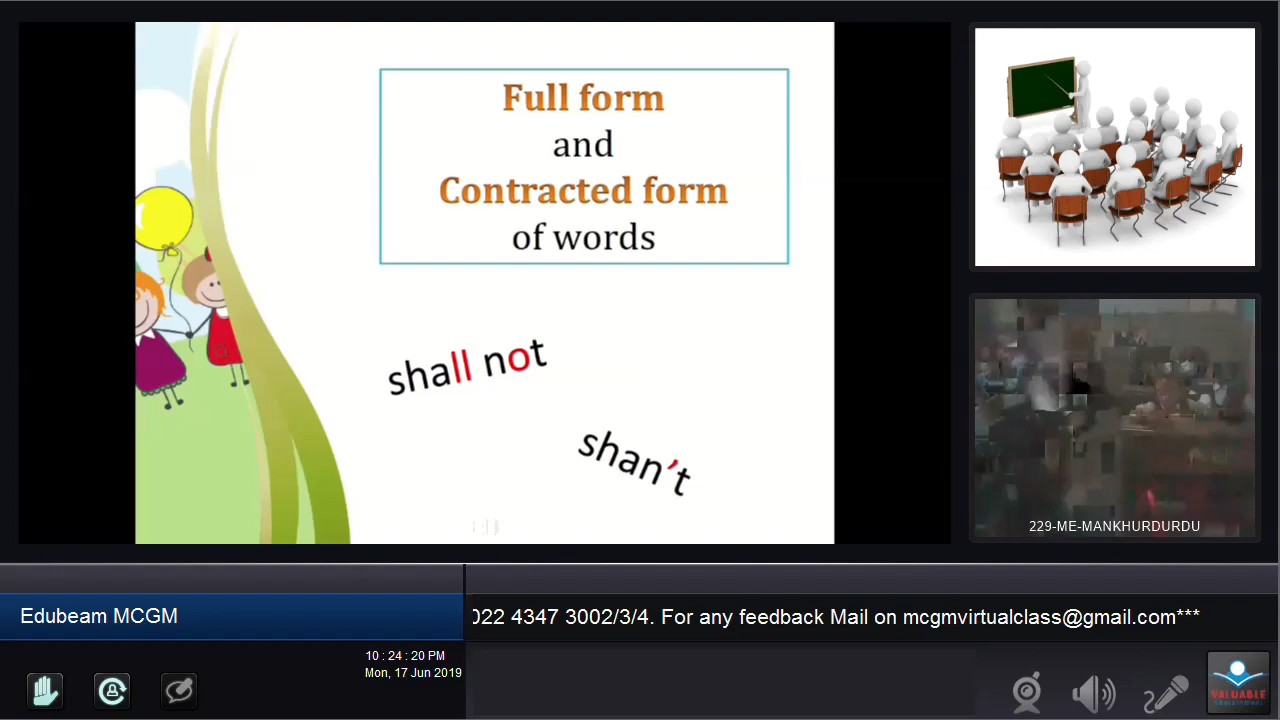 Full form
and
Contracted form
of words
shall not
shan't
229-ME-MANKHURDURDU
Edubeam MCGM
022 4347 3002/3/4. For any feedback Mail on mcgmvirtualclass@gmail.com***
10 : 24 : 20 PM
Mon, 17 Jun 2019
VALUABLE